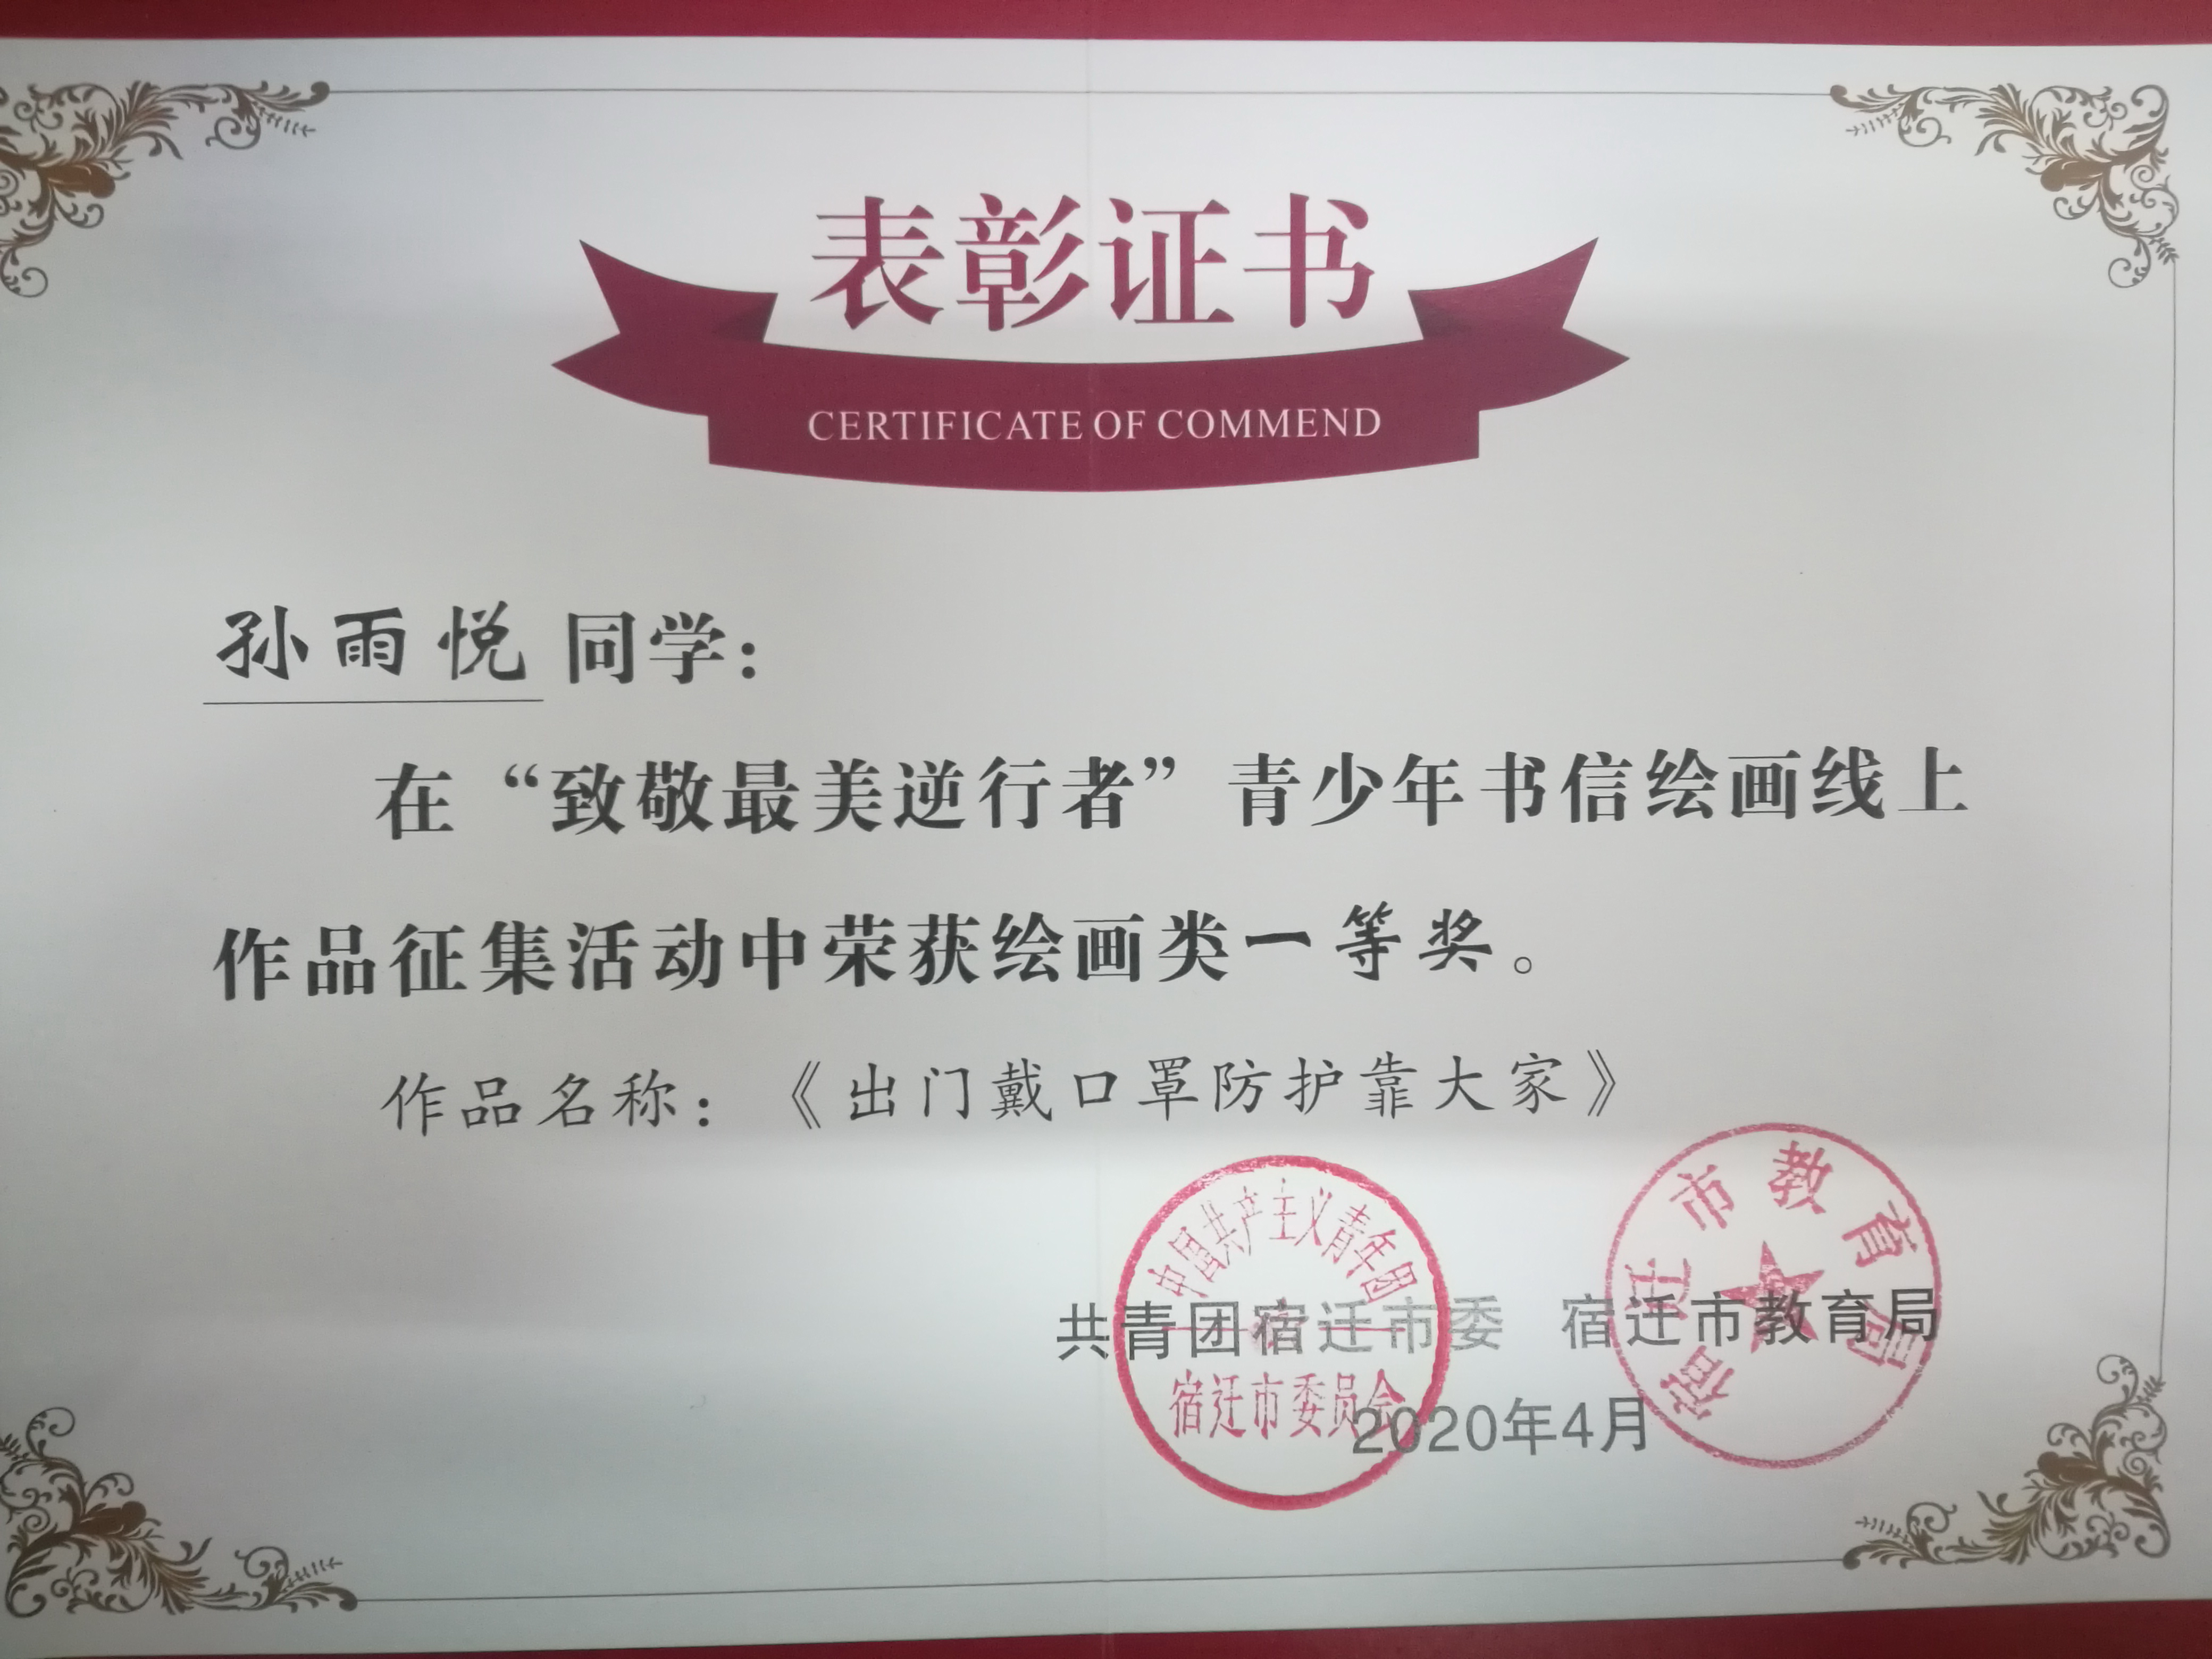 表彰证书
CERTIFICATE OF COMMEND
孙雨悦 同学：
在“致敬最美逆行者”青少年书信绘画线上
作品征集活动中荣获绘画类一等奖。
作品名称：《出门戴口罩防护靠大家》
中国共产主义青年团
宿迁市委员会
宿迁市教育局
共青团宿迁市委 宿迁市教育局
2020年4月